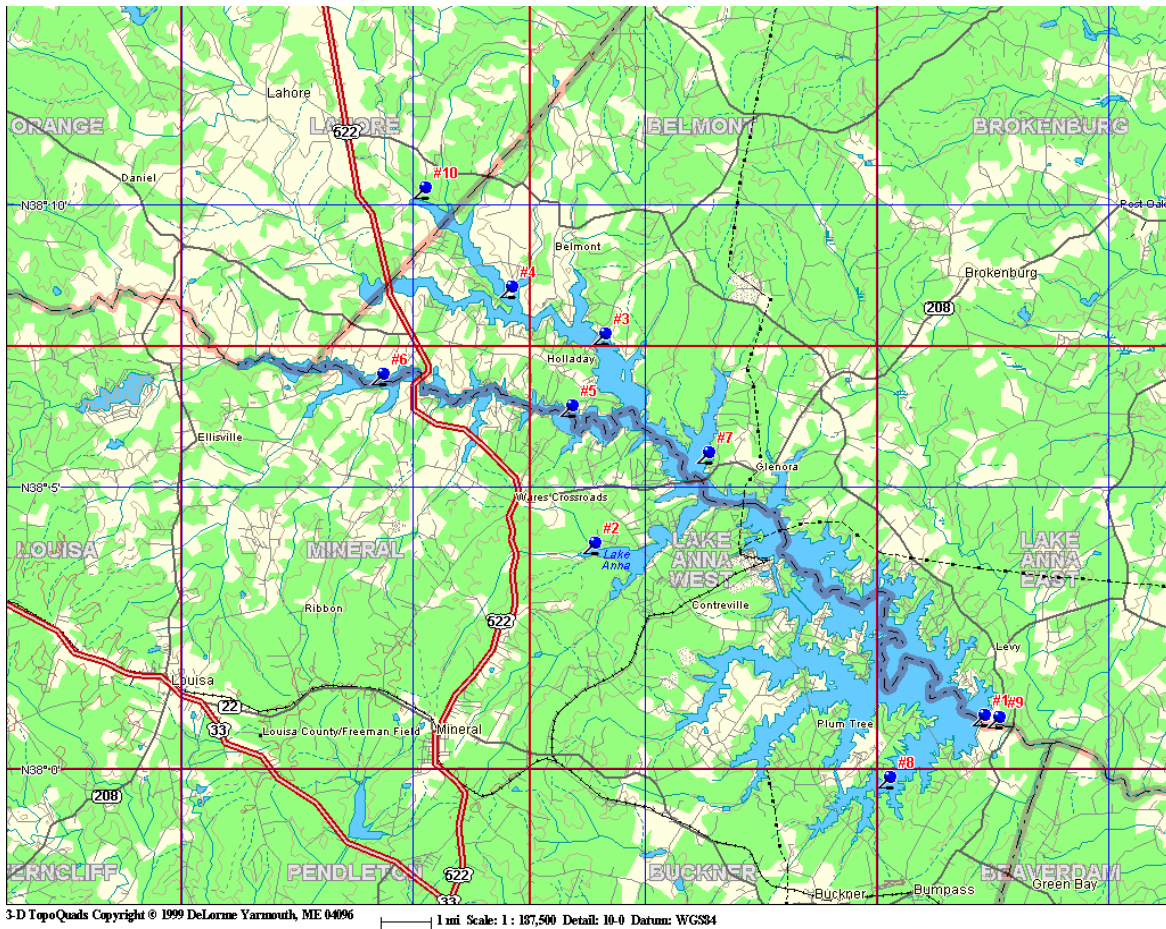 Lahore
ORANGE
LAHORE
622
BELMONT
BROKENBURG
Daniel
#10
N38° 10'
Post Oak
Belmont
#4
Brokenburg
208
#3
Holladay
#6
#5
Ellisville
#7
Glenora
N38° 5'
Wares Crossroads
#2
Lake
Anna
LOUISA
MINERAL
LAKE
ANNA
WEST
LAKE
ANNA
EAST
Ribbon
Contreville
622
Levy
Louisa
22
#1
#9
33
Louisa County/Freeman Field
Mineral
Plum Tree
N38° 0'
#8
208
ERNCLIFF
PENDLETON
622
BUCKNER
BEAVERDAM
Green Bay
Buckner
Bumpass
33
3-D TopoQuads Copyright © 1999 DeLorme Yarmouth, ME 04096
1 mi Scale: 1 : 187,500 Detail: 10-0 Datum: WGS84